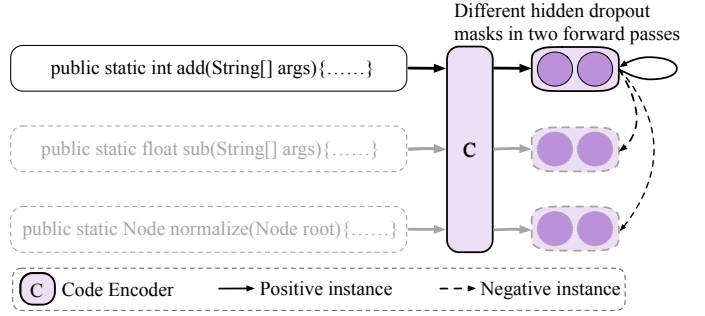 Different hidden dropout
masks in two forward passes
public static int add(String[] args){……}
C
public static float sub(String[] args){……}
public static Node normalize(Node root){……}
C Code Encoder Positive instance Negative instance